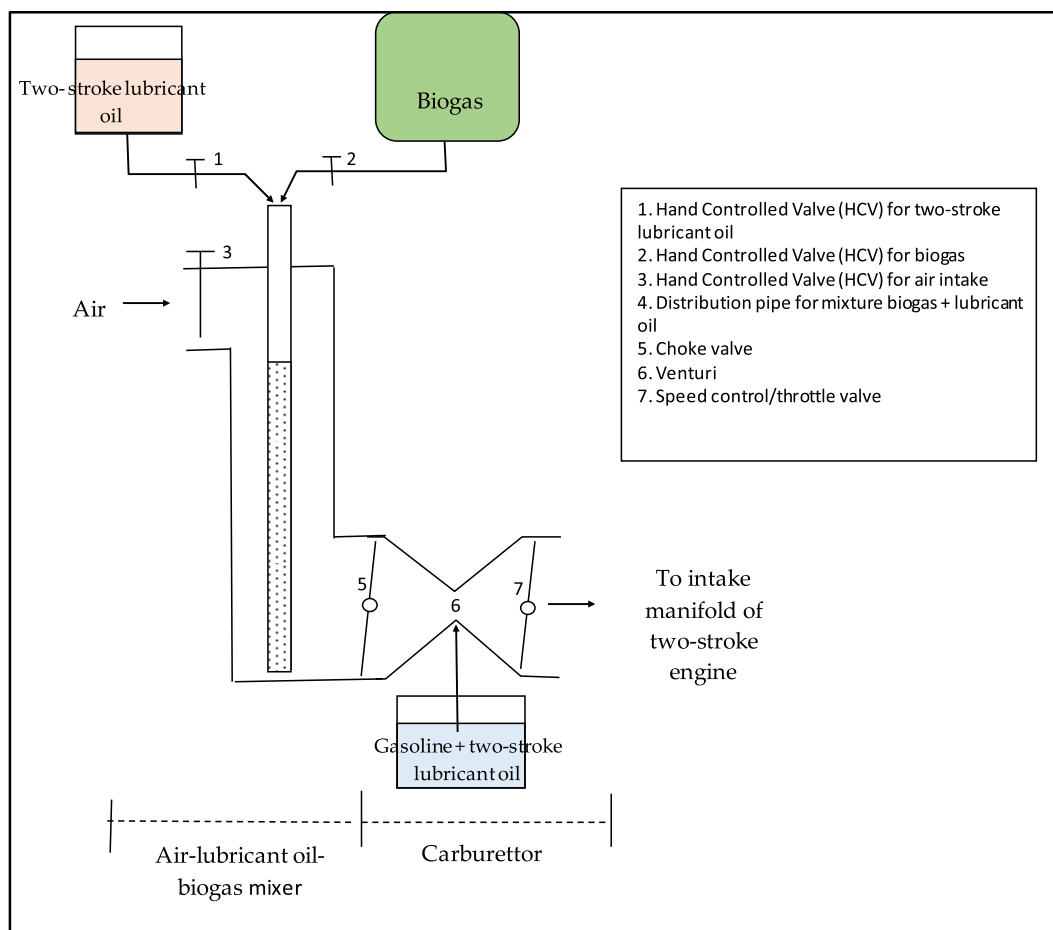 Two-stroke lubricant
oil
Biogas
1
2
3
Air
1. Hand Controlled Valve (HCV) for two-stroke
lubricant oil
2. Hand Controlled Valve (HCV) for biogas
3. Hand Controlled Valve (HCV) for air intake
4. Distribution pipe for mixture biogas + lubricant
oil
5. Choke valve
6. Venturi
7. Speed control/throttle valve
5
6
7
To intake
manifold of
two-stroke
engine
Gasoline + two-stroke
lubricant oil
Air-lubricant oil-
biogas mixer
Carburettor